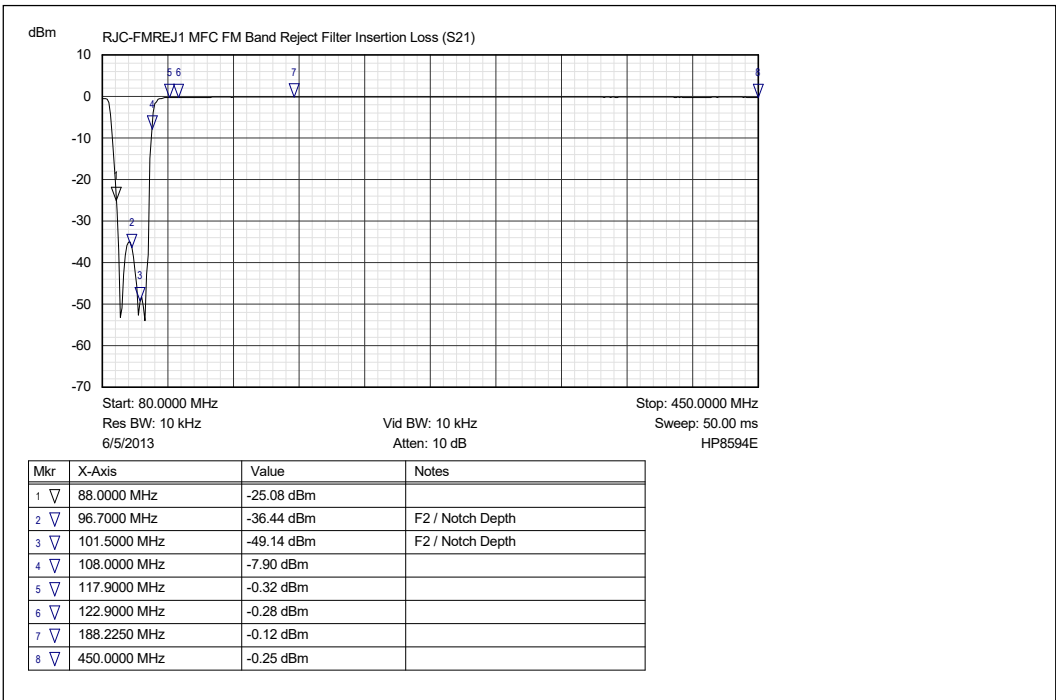 dBm
RJC-FMREJ1 MFC FM Band Reject Filter Insertion Loss (S21)
10
0
-10
-20
-30
-40
-50
-60
-70
1
2
3
4
5 6
7
8
Start: 80.0000 MHz
Stop: 450.0000 MHz
Res BW: 10 kHz
Vid BW: 10 kHz
Sweep: 50.00 ms
6/5/2013
Atten: 10 dB
HP8594E
Mkr X-Axis Value Notes
1 88.0000 MHz -25.08 dBm
2 96.7000 MHz -36.44 dBm F2 / Notch Depth
3 101.5000 MHz -49.14 dBm F2 / Notch Depth
4 108.0000 MHz -7.90 dBm
5 117.9000 MHz -0.32 dBm
6 122.9000 MHz -0.28 dBm
7 188.2250 MHz -0.12 dBm
8 450.0000 MHz -0.25 dBm